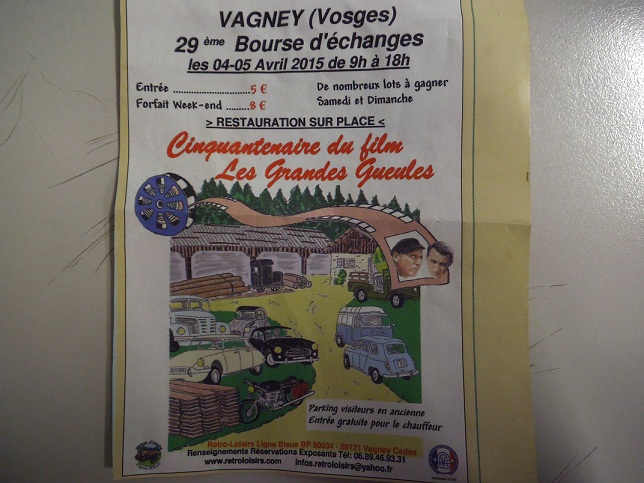 VAGNEY (Vosges)
29 ème Bourse d'échanges
les 04-05 Avril 2015 de 9h à 18h
Entrée ..............................5 €
Forfait Week-end .........8 €
De nombreux lots à gagner
Samedi et Dimanche
> RESTAURATION SUR PLACE <
Cinquantenaire du film
Les Grandes Gueules
Parking visiteurs en ancienne
Entrée gratuite pour le chauffeur
Rétro-Loisirs Ligne Bleue BP 90034 - 88121 Vagney Cedex
Renseignements Réservations Exposants Tél: 06.89.46.93.31
www.retroloisirs.com infos.retroloisirs@yahoo.fr